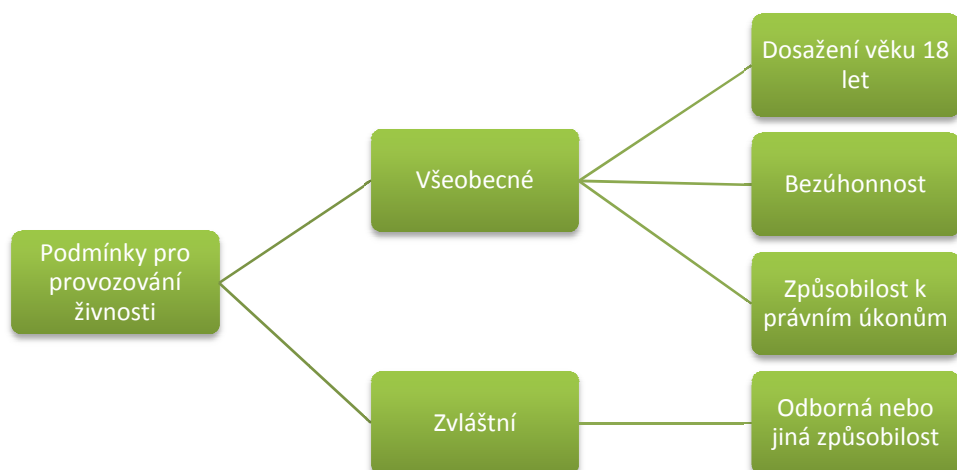 Podmínky pro
provozování
živnosti
Všeobecné
Dosažení věku 18
let
Bezúhonnost
Způsobilost k
právním úkonům
Zvláštní
Odborná nebo
jiná způsobilost